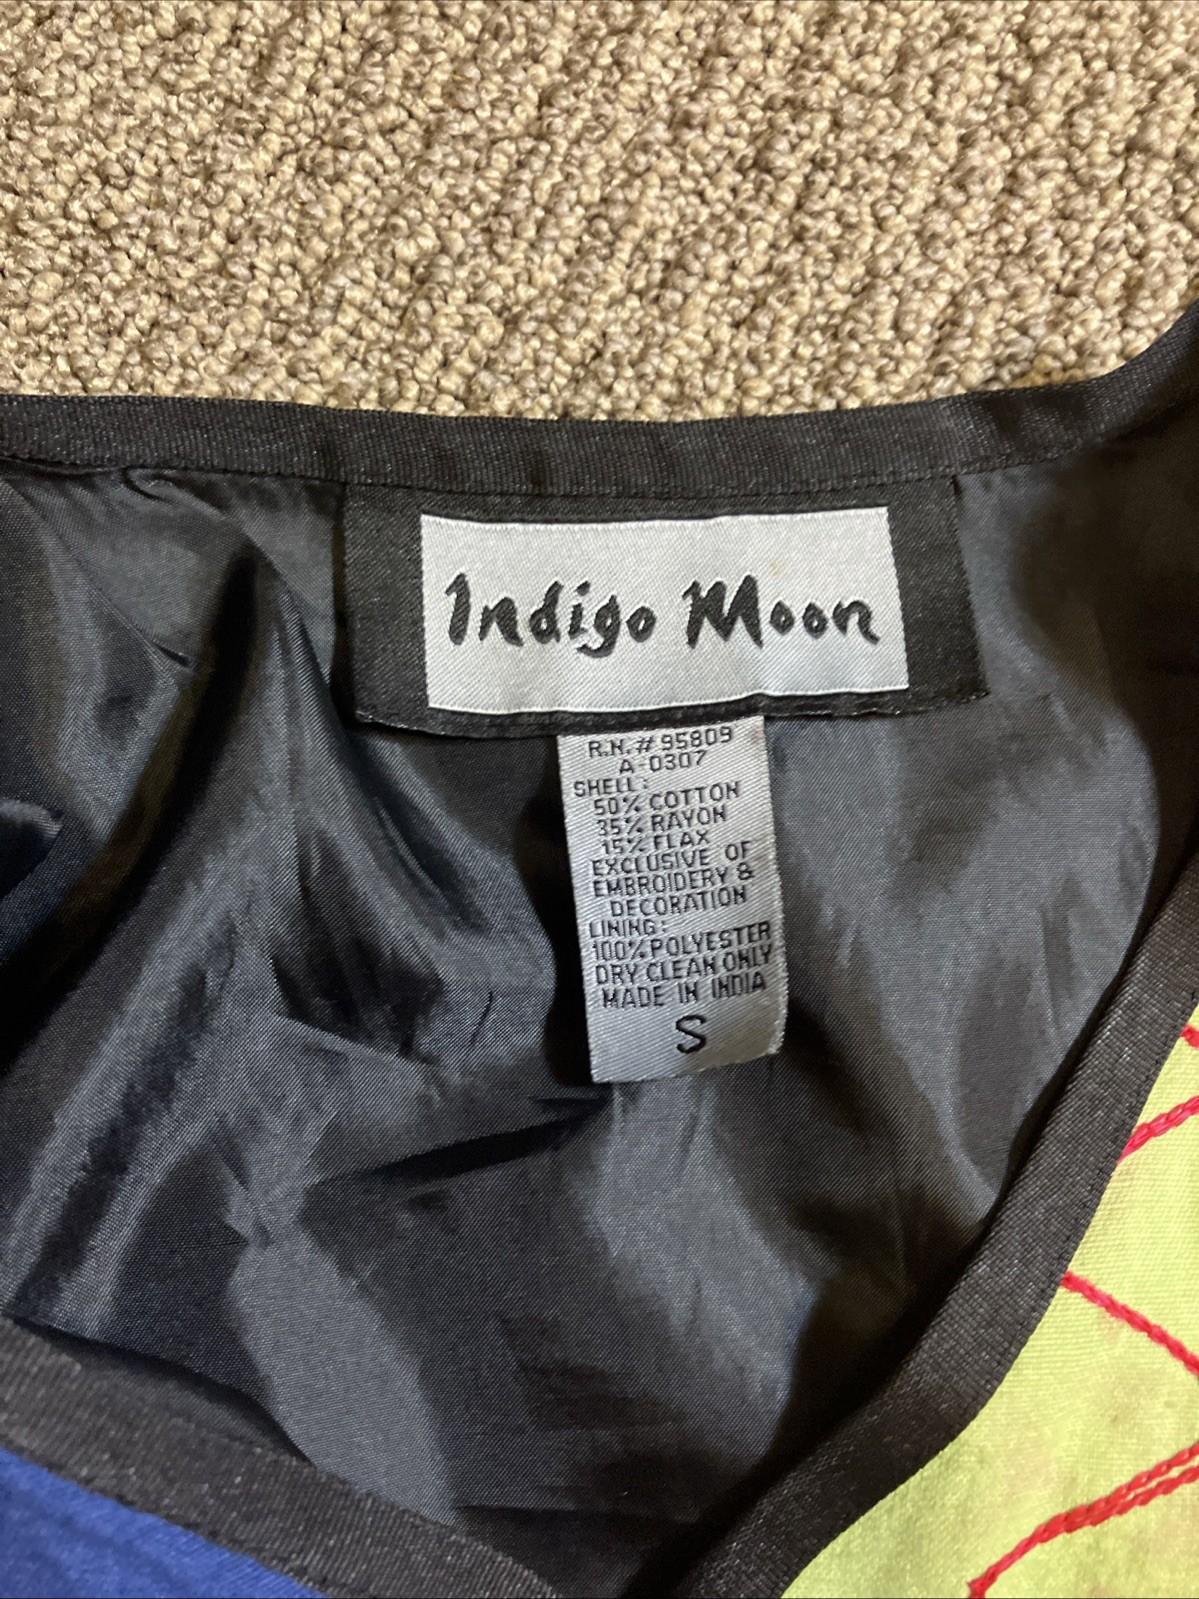 Indigo Moon
R.N.# 95809
A-0307
SHELL:
50% COTTON
35% RAYON
15% FLAX
EXCLUSIVE OF
EMBROIDERY &
DECORATION
LINING:
100% POLYESTER
DRY CLEAN ONLY
MADE IN INDIA
S